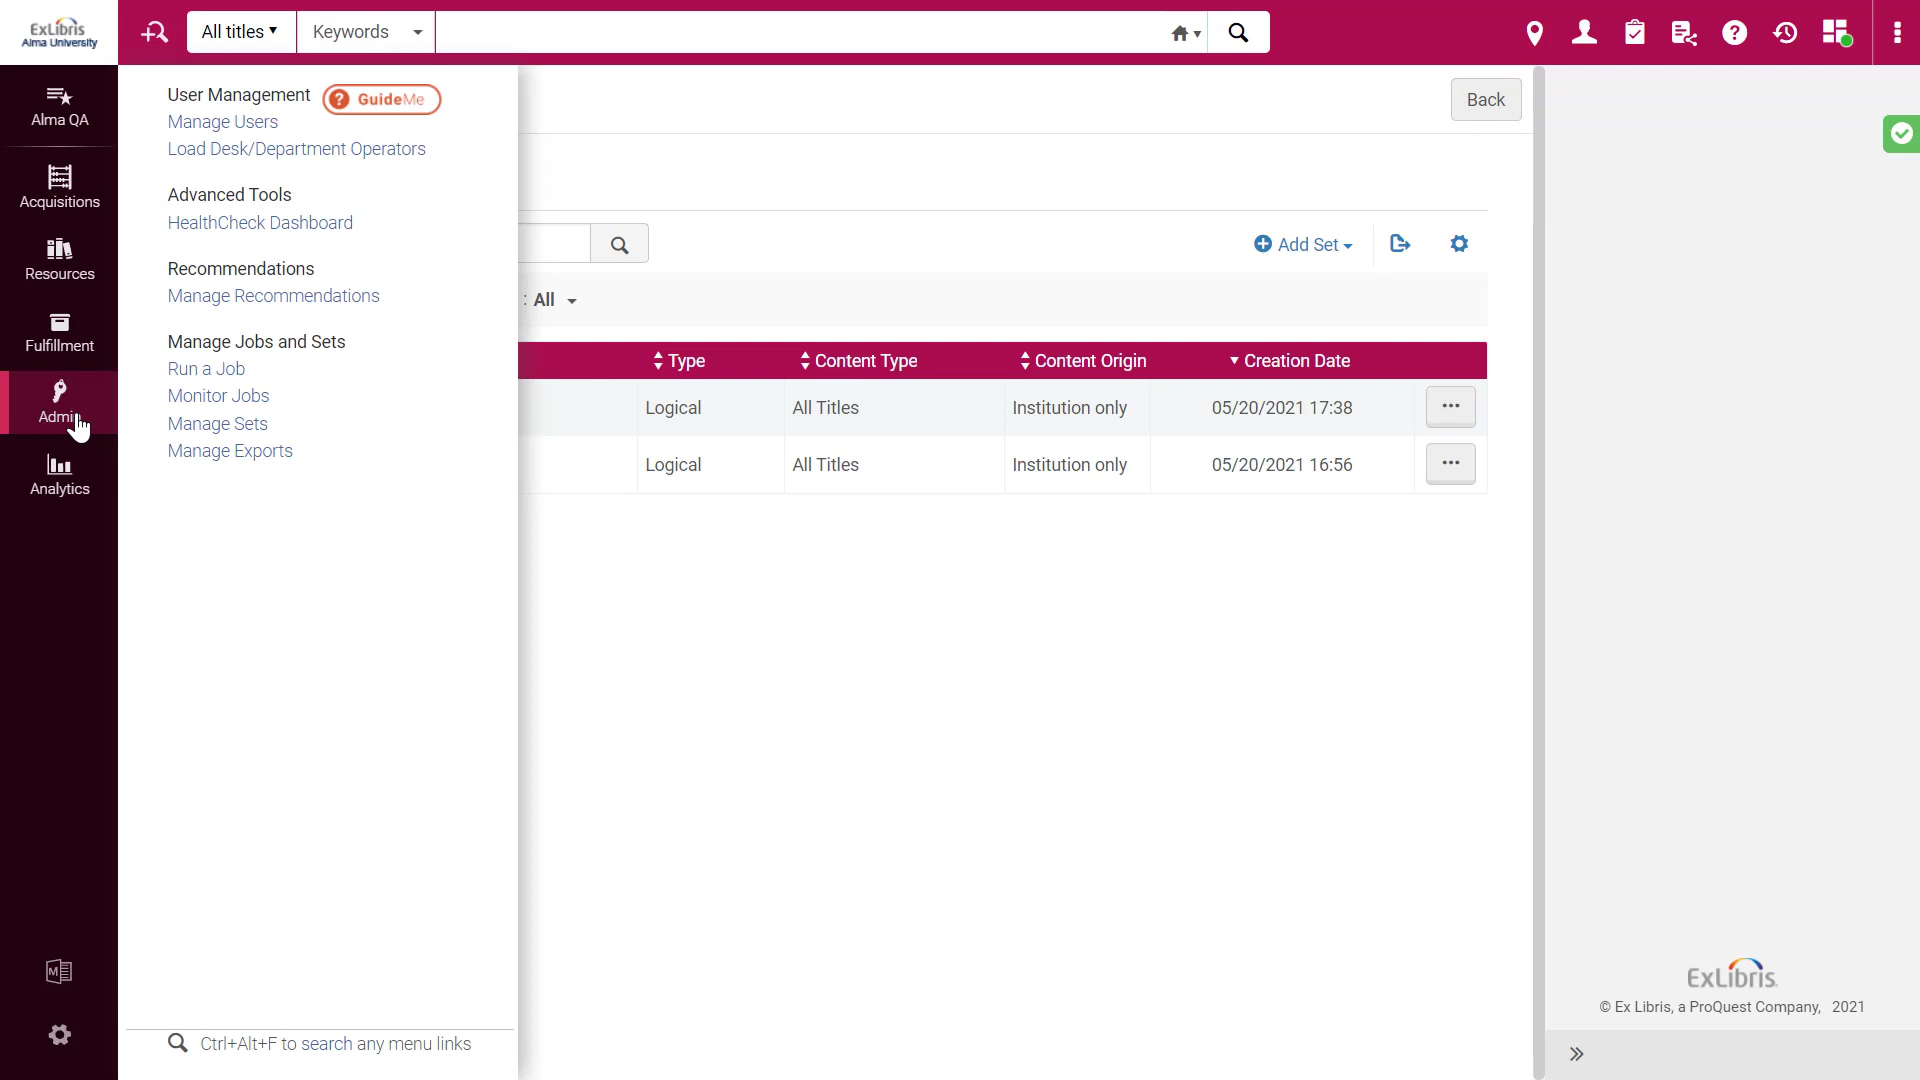 ExLibris
Alma University
All titles
Keywords
Alma QA
Acquisitions
Resources
Fulfillment
Admin
Analytics
User Management
GuideMe
Manage Users
Load Desk/Department Operators
Advanced Tools
HealthCheck Dashboard
Recommendations
Manage Recommendations
Manage Jobs and Sets
Run a Job
Monitor Jobs
Manage Sets
Manage Exports
Ctrl+Alt+F to search any menu links
Back
Add Set
: All
Type Content Type Content Origin Creation Date
Logical All Titles Institution only 05/20/2021 17:38
Logical All Titles Institution only 05/20/2021 16:56
ExLibris
© Ex Libris, a ProQuest Company, 2021